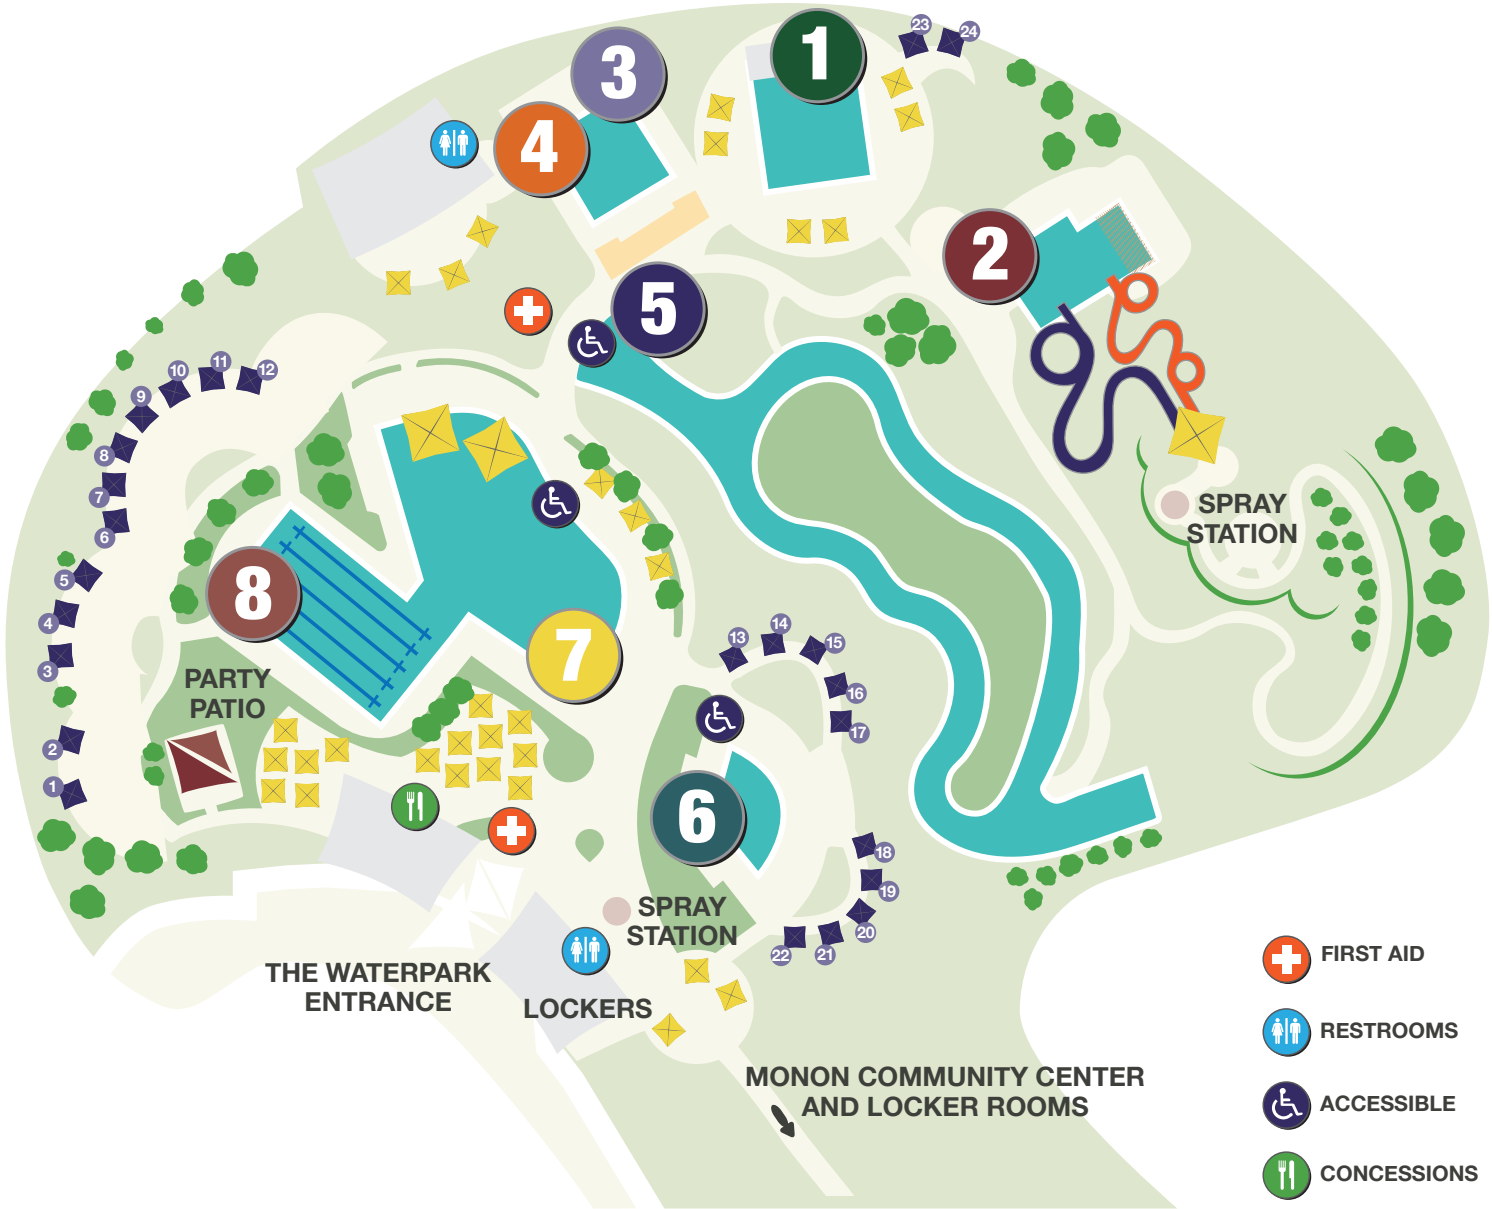 23
24
1
3
4
2
5
12
11
10
9
8
7
6
5
4
3
2
1
SPRAY
STATION
8
7
PARTY
PATIO
13
14
15
16
17
6
18
19
20
21
22
SPRAY
STATION
THE WATERPARK
ENTRANCE
LOCKERS
MONON COMMUNITY CENTER
AND LOCKER ROOMS
FIRST AID
RESTROOMS
ACCESSIBLE
CONCESSIONS